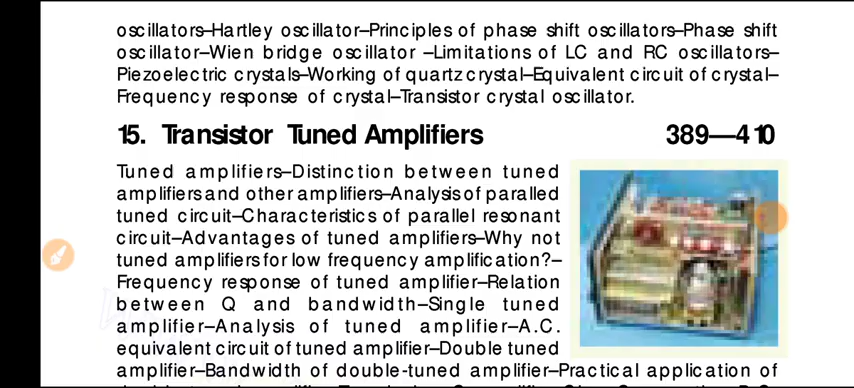 oscillators–Hartley oscillator–Principles of phase shift oscillators–Phase shift
oscillator–Wien bridge oscillator –Limitations of LC and RC oscillators–
Piezoelectric crystals–Working of quartz crystal–Equivalent circuit of crystal–
Frequency response of crystal–Transistor crystal oscillator.
15. Transistor Tuned Amplifiers 389—410
Tuned amplifiers–Distinction between tuned
amplifiers and other amplifiers–Analysis of paralled
tuned circuit–Characteristics of parallel resonant
circuit–Advantages of tuned amplifiers–Why not
tuned amplifiers for low frequency amplification?–
Frequency response of tuned amplifier–Relation
between Q and bandwidth–Single tuned
amplifier–Analysis of tuned amplifier–A.C.
equivalent circuit of tuned amplifier–Double tuned
amplifier–Bandwidth of double-tuned amplifier–Practical application of